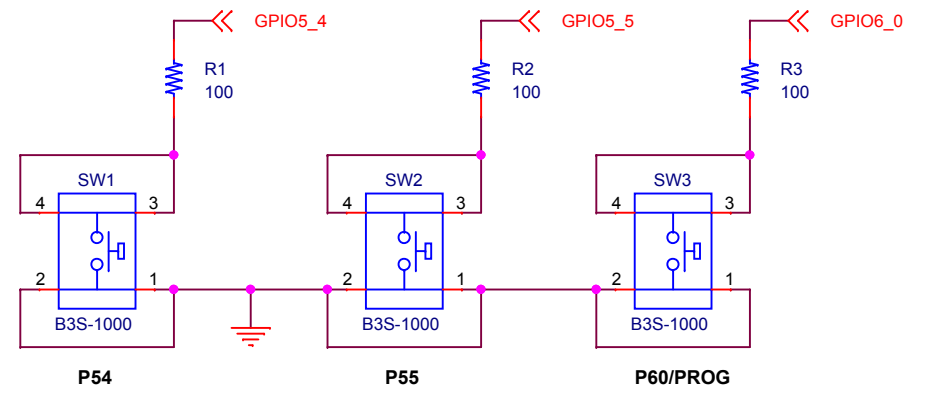 GPIO5_4
GPIO5_5
GPIO6_0
R1
100
R2
100
R3
100
SW1
4
3
2
1
B3S-1000
P54
SW2
4
3
2
1
B3S-1000
P55
SW3
4
3
2
1
B3S-1000
P60/PROG